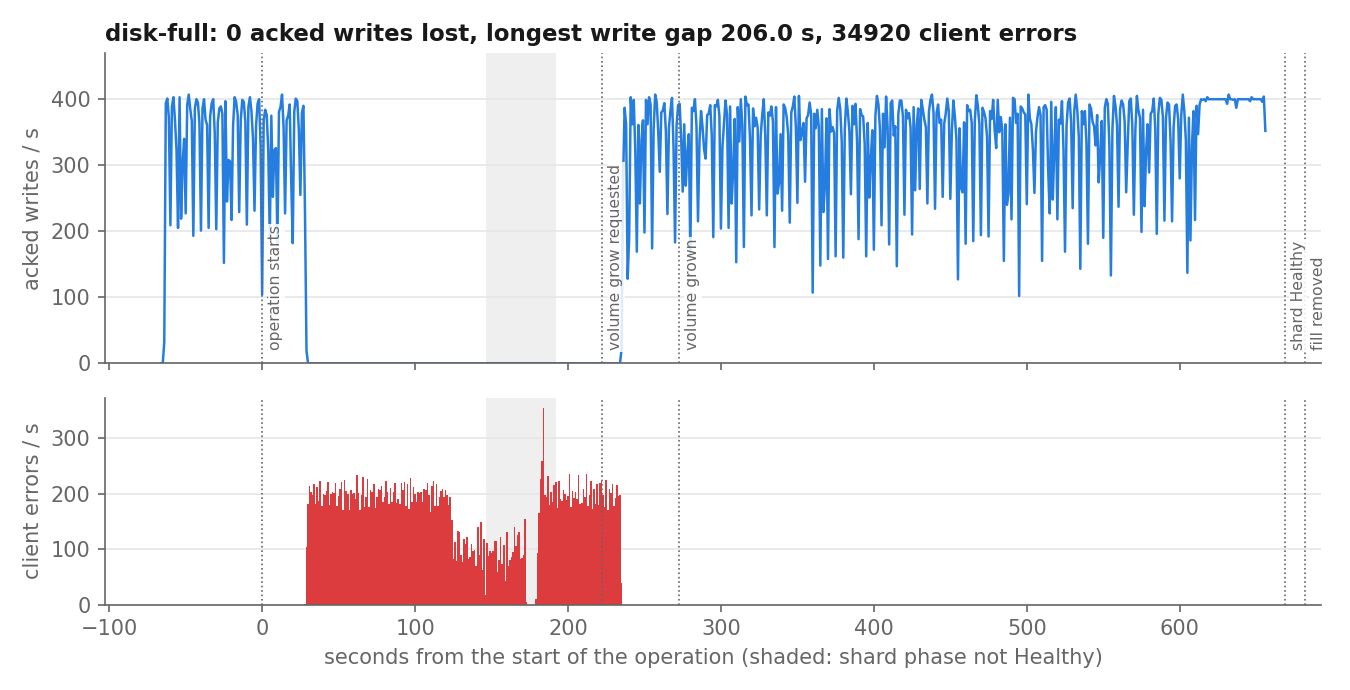 disk-full: 0 acked writes lost, longest write gap 206.0 s, 34920 client errors
acked writes / s
400
300
200
100
0
operation starts
volume grow requested
volume grown
shard Healthy
fill removed
client errors / s
300
200
100
0
−100
0
100
200
300
400
500
600
seconds from the start of the operation (shaded: shard phase not Healthy)